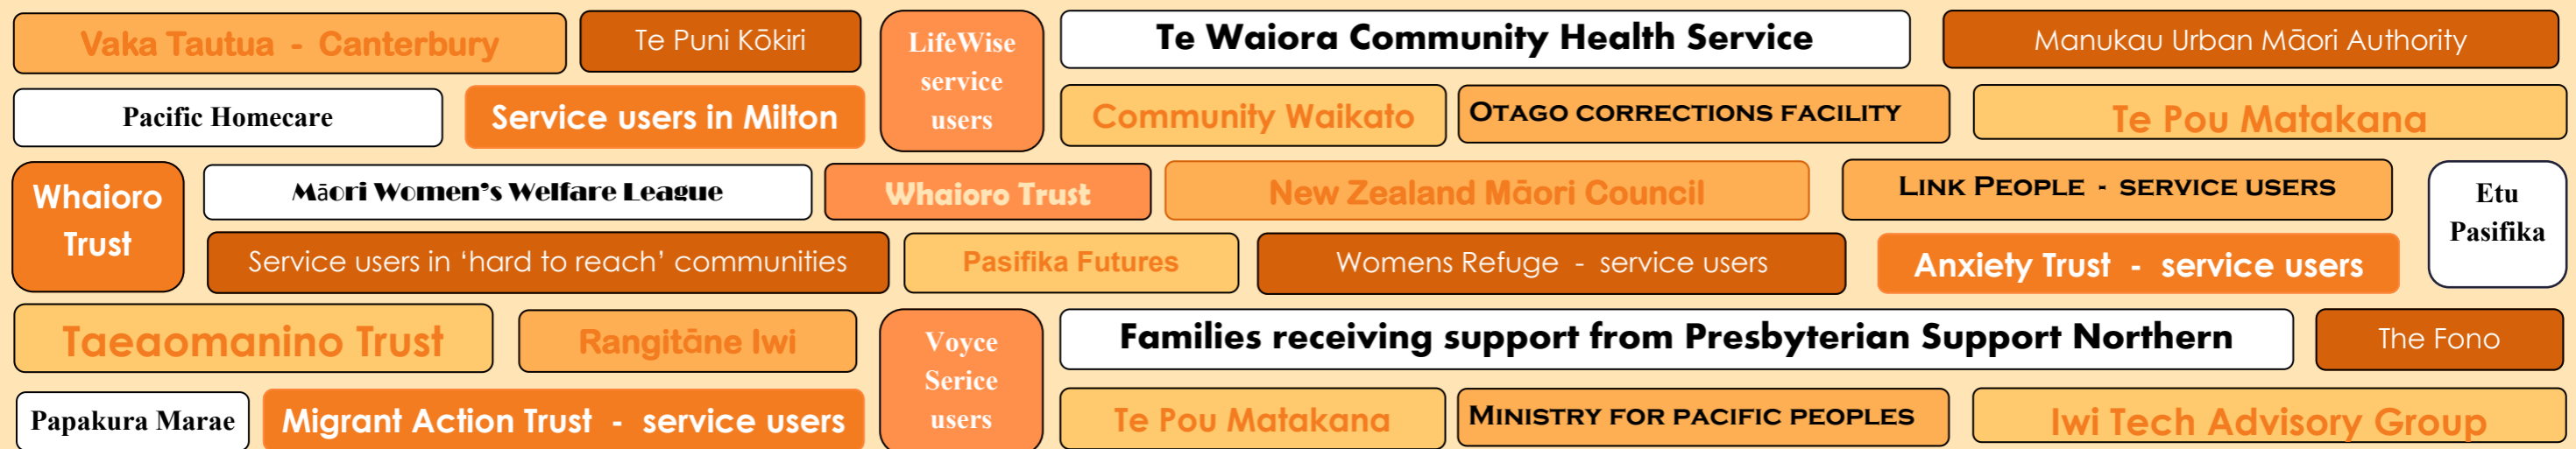 Vaka Tautua - Canterbury
Te Puni Kōkiri
LifeWise
service
users
Te Waiora Community Health Service
Manukau Urban Māori Authority
Pacific Homecare
Service users in Milton
Community Waikato
Otago corrections facility
Te Pou Matakana
Whaioro
Trust
Māori Women's Welfare League
Whaioro Trust
New Zealand Māori Council
Link People - service users
Etu
Pasifika
Service users in ‘hard to reach’ communities
Pasifika Futures
Womens Refuge - service users
Anxiety Trust - service users
Taeaomanino Trust
Rangitāne Iwi
Voyce
Serice
users
Families receiving support from Presbyterian Support Northern
The Fono
Papakura Marae
Migrant Action Trust - service users
Te Pou Matakana
Ministry for pacific peoples
Iwi Tech Advisory Group